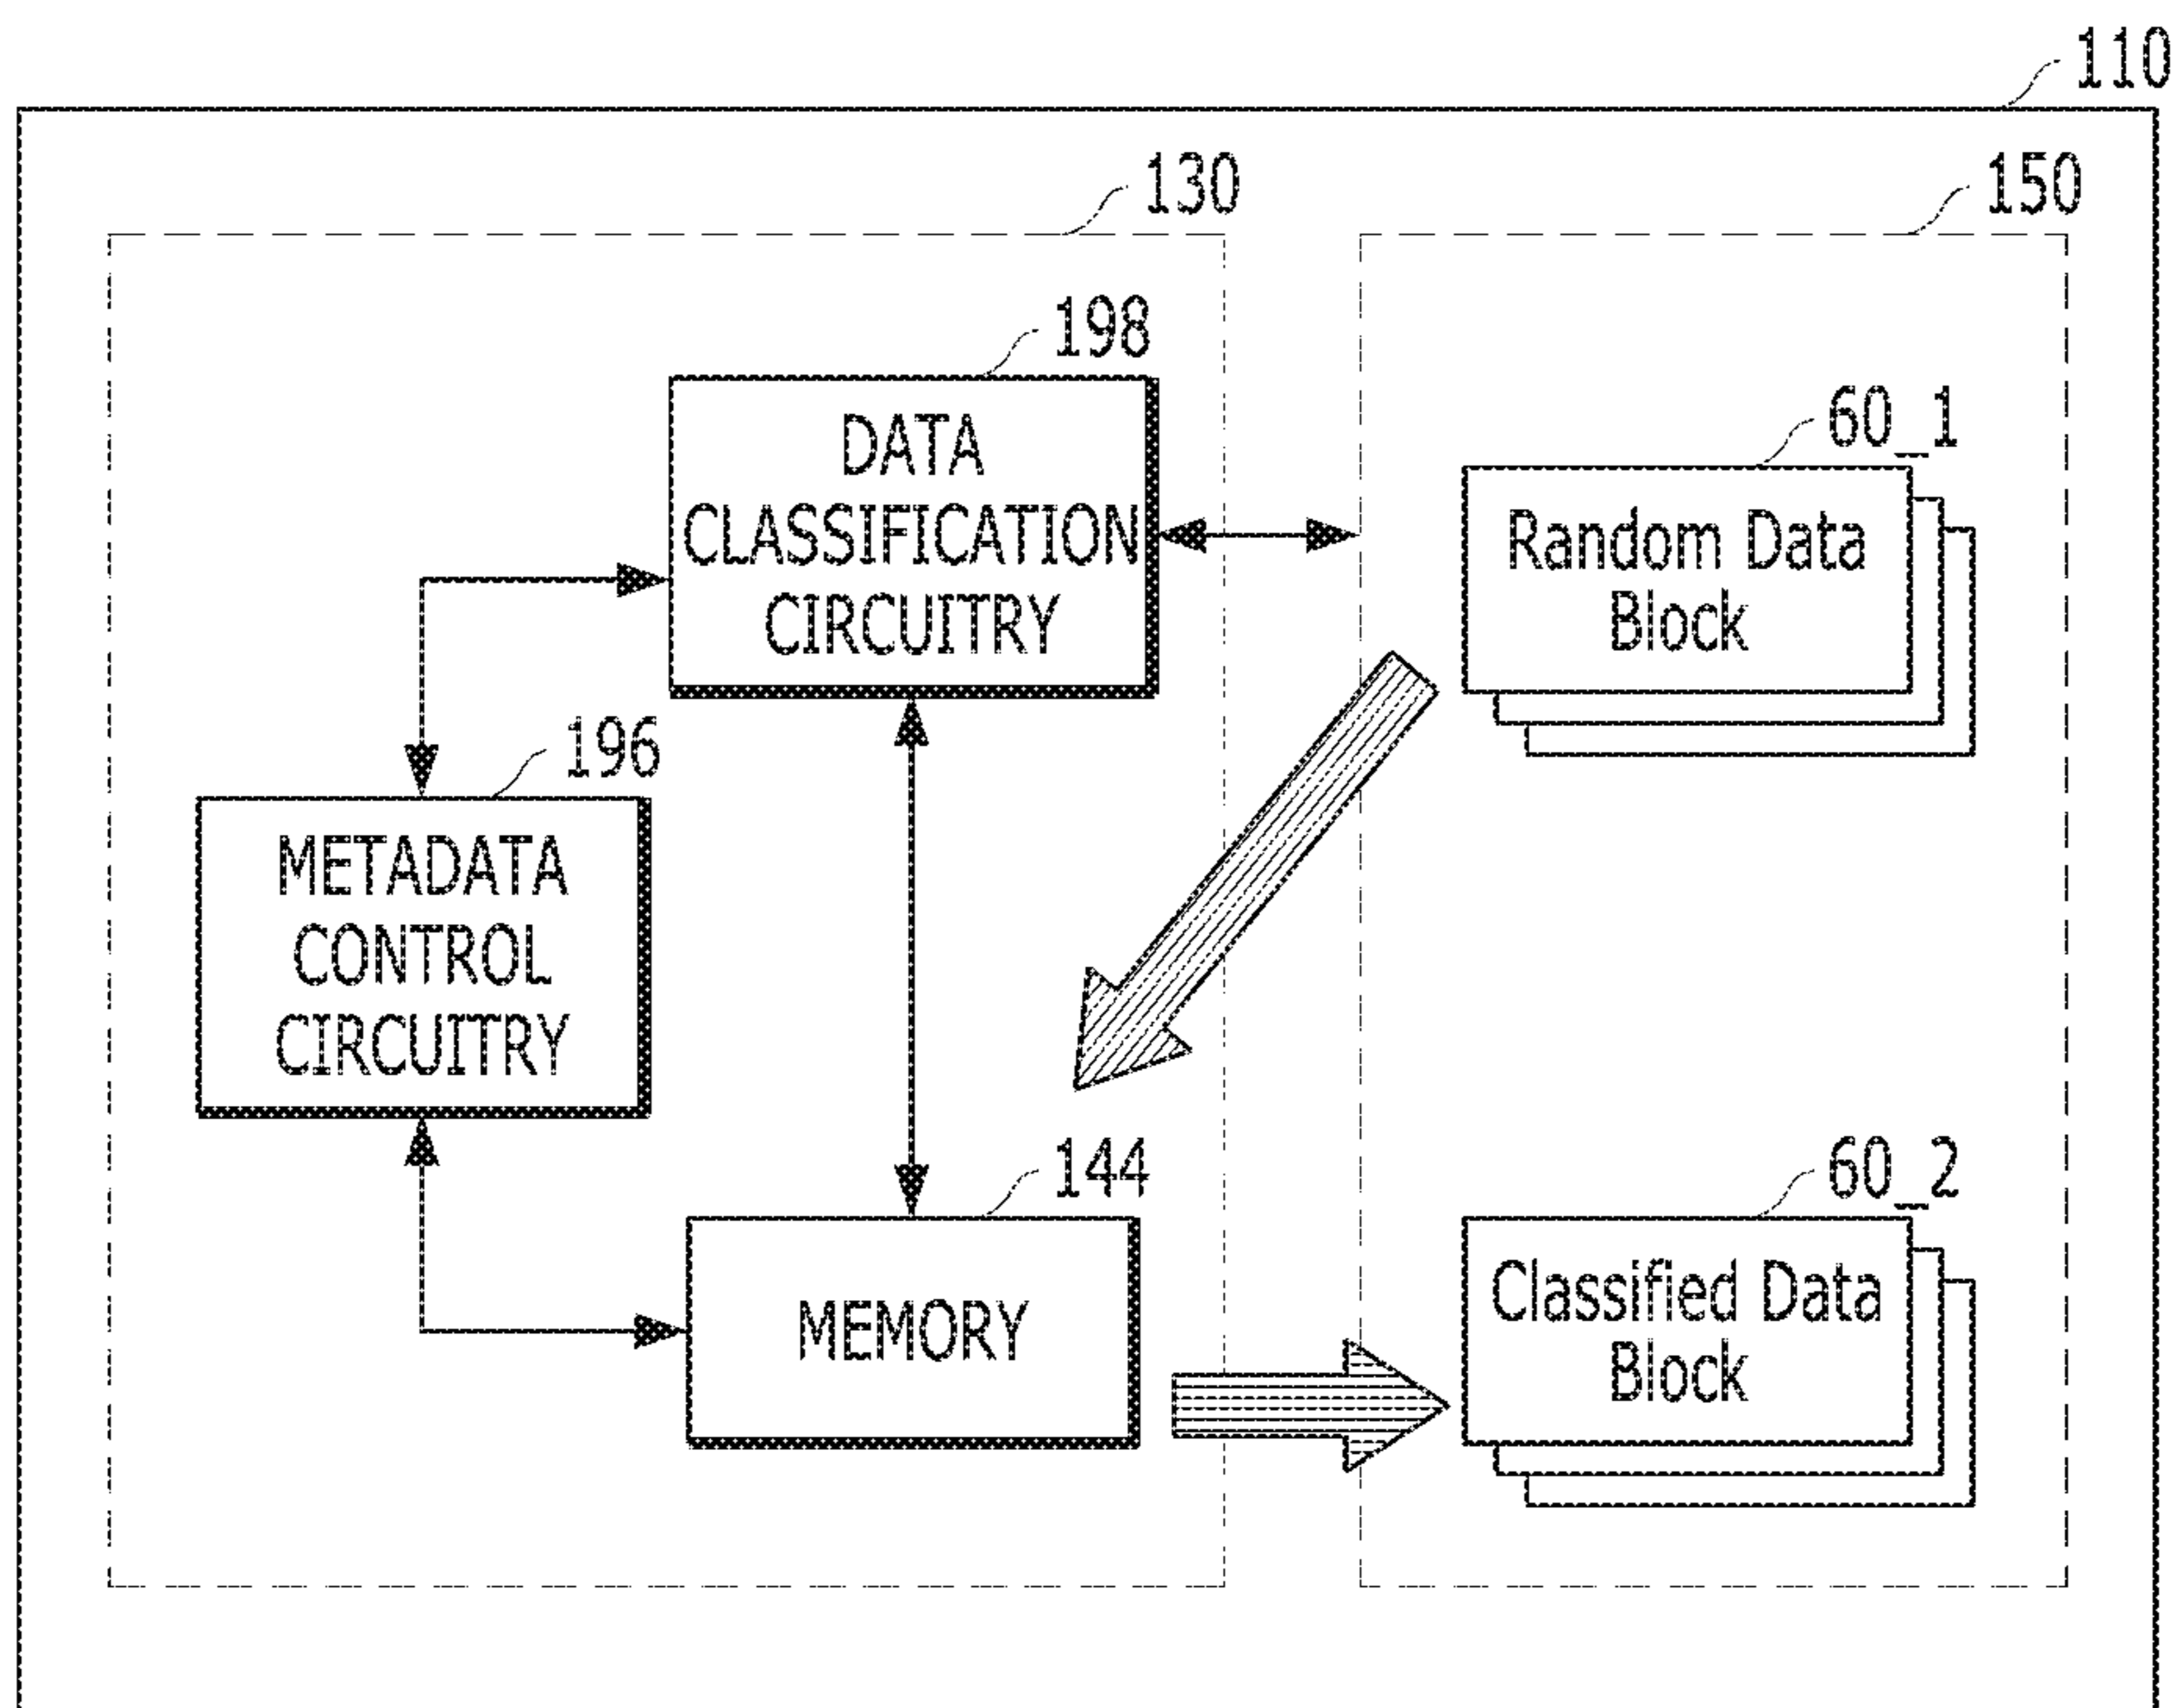 110
130
150
198
DATA
CLASSIFICATION
CIRCUITRY
60_1
Random Data
Block
196
METADATA
CONTROL
CIRCUITRY
144
MEMORY
60_2
Classified Data
Block